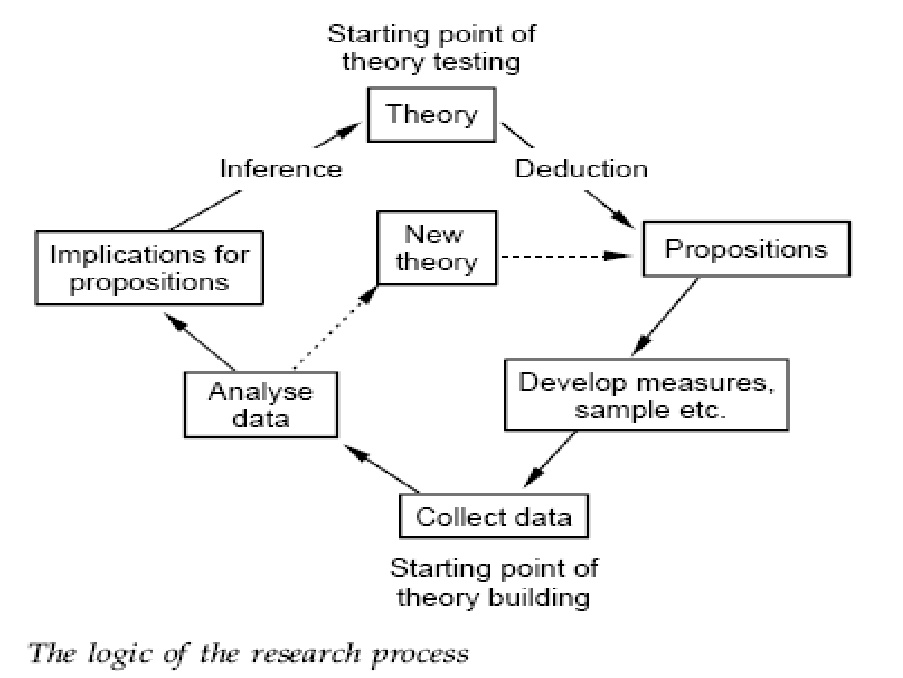 Starting point of
theory testing
Theory
Inference
Deduction
New
theory
Propositions
Implications for
propositions
Analyse
data
Develop measures,
sample etc.
Collect data
Starting point of
theory building
The logic of the research process